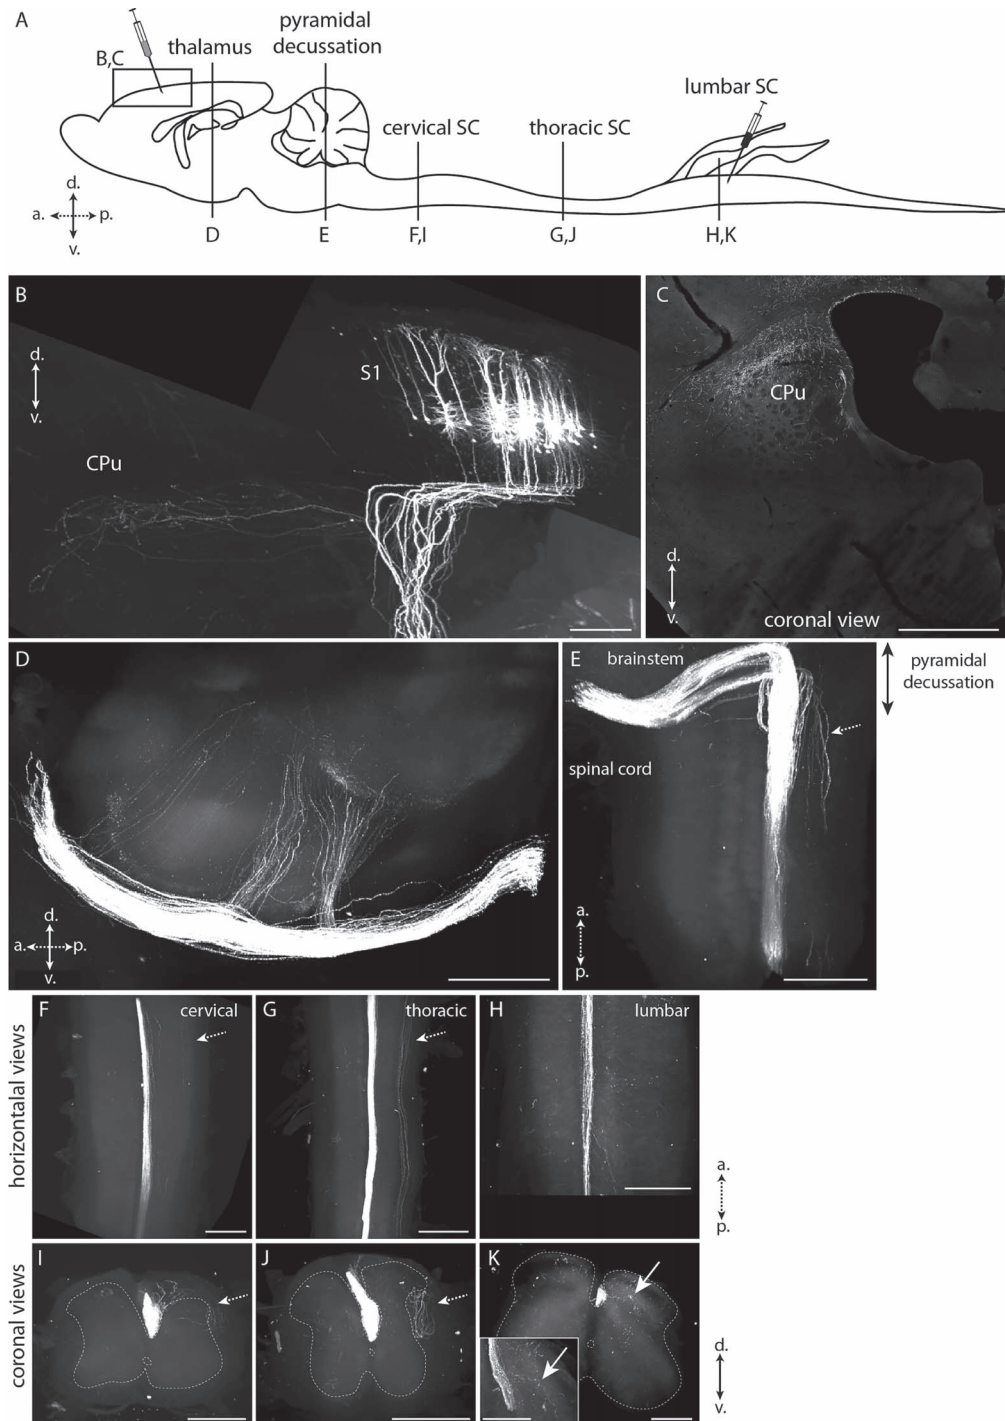 A
B,C
thalamus
pyramidal
decussation
cervical SC
thoracic SC
lumbar SC
d.
a.
p.
v.
D
E
F,I
G,J
H,K
B
d.
v.
S1
CPu
C
CPu
d.
v.
coronal view
D
d.
a.
p.
v.
E
brainstem
spinal cord
a.
p.
pyramidal
decussation
horizontalal views
F
cervical
G
thoracic
H
lumbar
a.
p.
coronal views
I
J
K
d.
v.